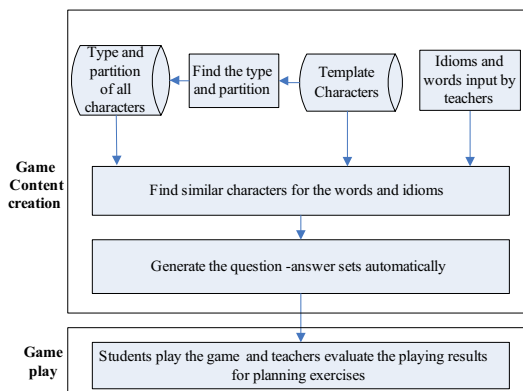 Type and
partition
of all
characters
Find the type
and partition
Template
Characters
Idioms and
words input by
teachers
Game
Content
creation
Find similar characters for the words and idioms
Generate the question -answer sets automatically
Game
play
Students play the game and teachers evaluate the playing results
for planning exercises